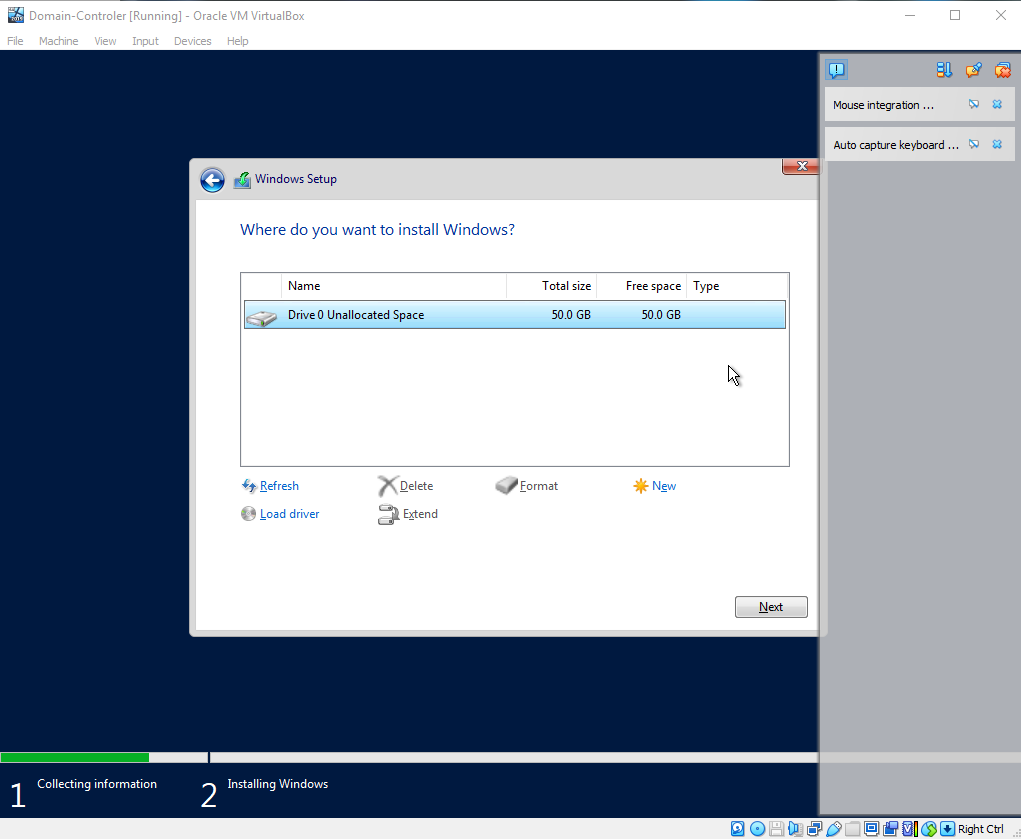 Domain-Controler [Running] - Oracle VM VirtualBox
File Machine View Input Devices Help
Mouse integration ...
Auto capture keyboard ...
Windows Setup
Where do you want to install Windows?
Name Total size Free space Type
Drive 0 Unallocated Space 50.0 GB 50.0 GB
Refresh Delete Format New
Load driver Extend
Next
1 Collecting information 2 Installing Windows
Right Ctrl